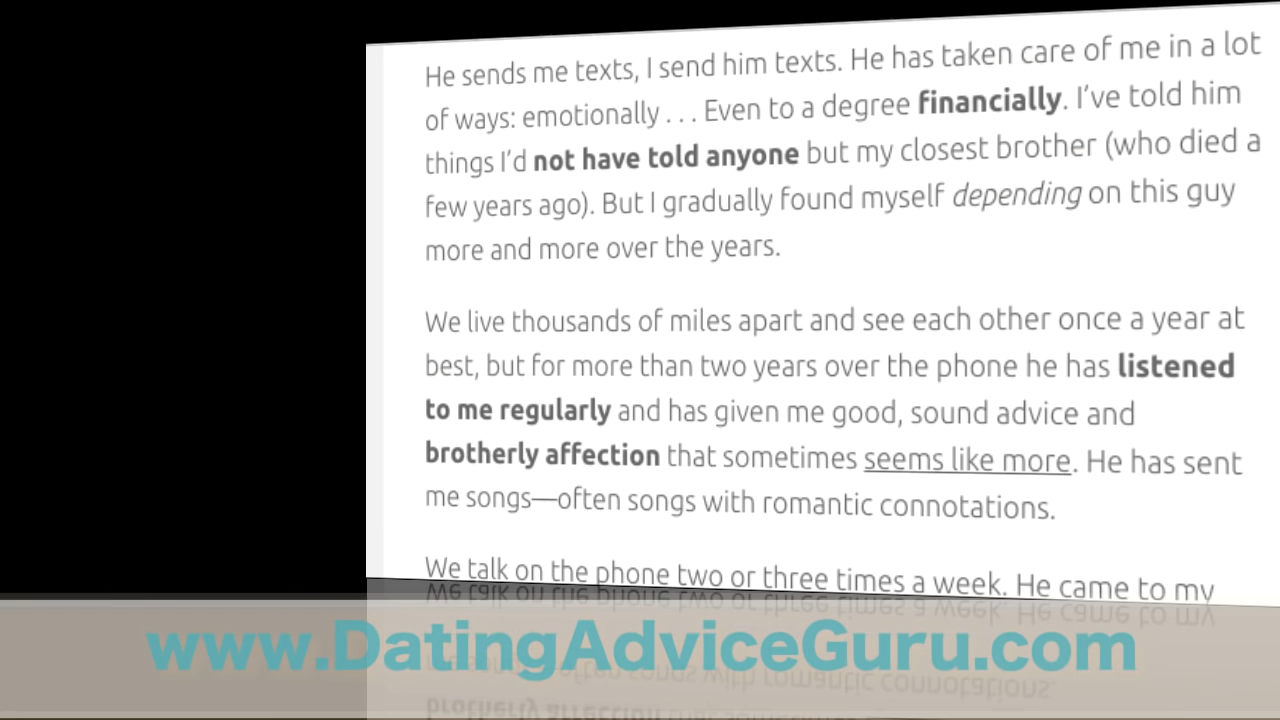 He sends me texts, I send him texts. He has taken care of me in a lot
of ways: emotionally . . . Even to a degree financially. I've told him
things I'd not have told anyone but my closest brother (who died a
few years ago). But I gradually found myself depending on this guy
more and more over the years.
We live thousands of miles apart and see each other once a year at
best, but for more than two years over the phone he has listened
to me regularly and has given me good, sound advice and
brotherly affection that sometimes seems like more. He has sent
me songs—often songs with romantic connotations.
We talk on the phone two or three times a week. He came to my
www.DatingAdviceGuru.com